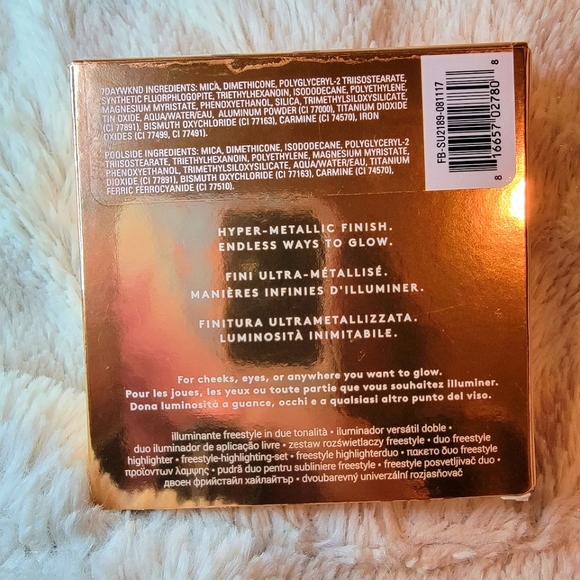 7DAYWKND INGREDIENTS: MICA, DIMETHICONE, POLYGLYCERYL-2 TRIISOSTEARATE,
SYNTHETIC FLUORPHLOGOPITE, TRIETHYLHEXANOIN, ISODODECANE, POLYETHYLENE,
MAGNESIUM MYRISTATE, PHENOXYETHANOL, SILICA, TRIMETHYLSILOXYSILICATE,
TIN OXIDE, AQUA/WATER/EAU, ALUMINUM POWDER (CI 77000), TITANIUM DIOXIDE
(CI 77891), BISMUTH OXYCHLORIDE (CI 77163), CARMINE (CI 74570), IRON
OXIDES (CI 77499, CI 77491).
POOLSIDE INGREDIENTS: MICA, DIMETHICONE, ISODODECANE, POLYGLYCERYL-2
TRIISOSTEARATE, TRIETHYLHEXANOIN, POLYETHYLENE, MAGNESIUM MYRISTATE,
PHENOXYETHANOL, TRIMETHYLSILOXYSILICATE, AQUA/WATER/EAU, TITANIUM
DIOXIDE (CI 77891), BISMUTH OXYCHLORIDE (CI 77163), CARMINE (CI 74570),
FERRIC FERROCYANIDE (CI 77510).
FB-SU2189-081117
8 16657 02780 8
HYPER-METALLIC FINISH.
ENDLESS WAYS TO GLOW.
FINI ULTRA-MÉTALLISÉ.
MANIÈRES INFINIES D'ILLUMINER.
FINITURA ULTRAMETALLIZZATA.
LUMINOSITÀ INIMITABILE.
For cheeks, eyes, or anywhere you want to glow.
Pour les joues, les yeux ou toute partie que vous souhaitez illuminer.
Dona luminosità a guance, occhi e a qualsiasi altro punto del viso.
illuminante freestyle in due tonalità • iluminador versátil doble •
duo iluminador de aplicação livre • zestaw rozświetlaczy freestyle • duo freestyle
highlighter • freestyle-highlighting-set • freestyle highlighterduo • πακέτο δυο freestyle
προϊόντων λαμψης • pudră duo pentru subliniere freestyle • freestyle posvetljivač duo •
двоен фрийстайл хайлайтър • dvoubarevný univerzální rozjasňovač